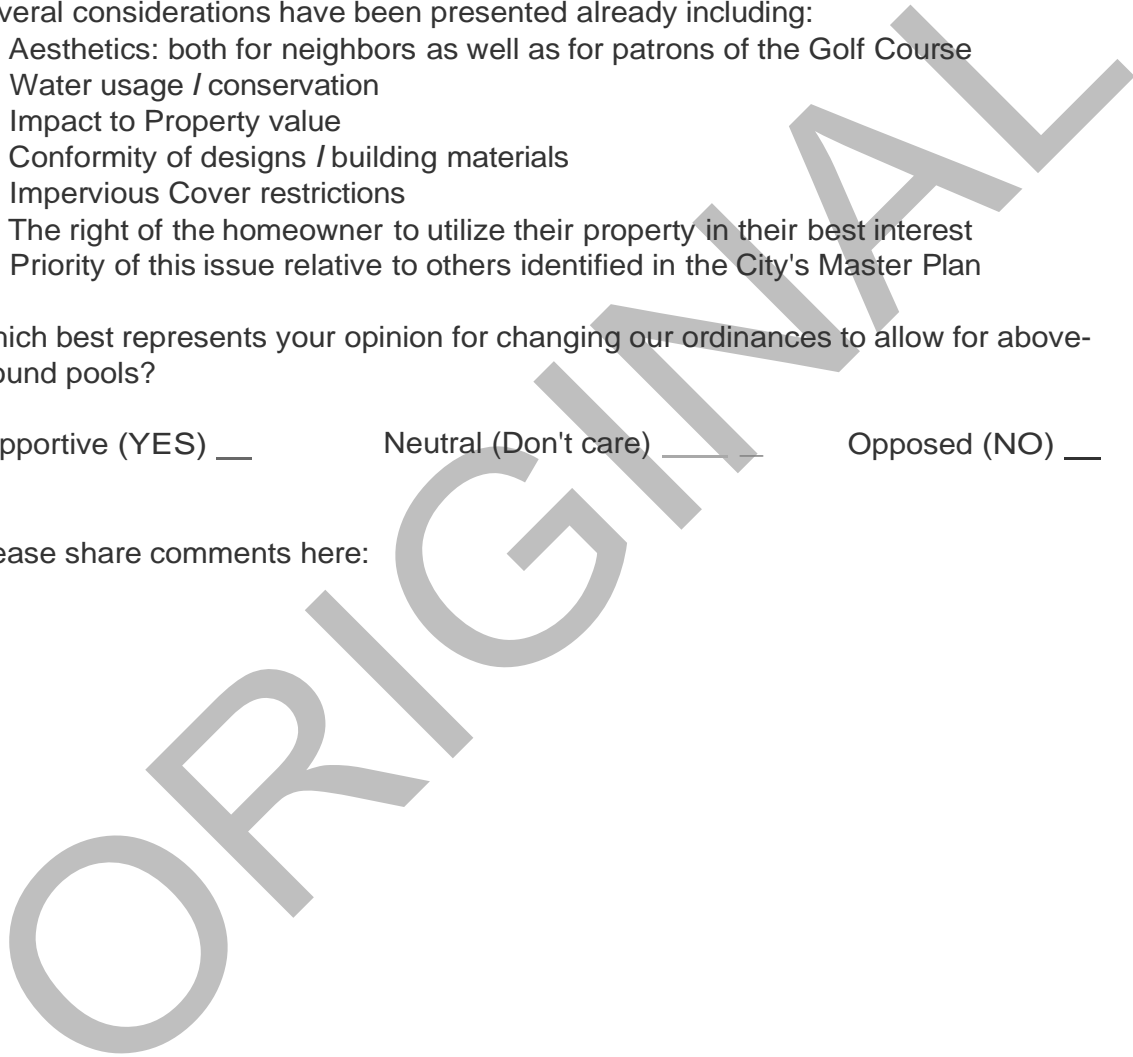 veral considerations have been presented already including:
Aesthetics: both for neighbors as well as for patrons of the Golf Course
Water usage / conservation
Impact to Property value
Conformity of designs / building materials
Impervious Cover restrictions
The right of the homeowner to utilize their property in their best interest
Priority of this issue relative to others identified in the City's Master Plan
hich best represents your opinion for changing our ordinances to allow for above-
ound pools?
pportive (YES) __ Neutral (Don't care) ____ _ Opposed (NO) __
ease share comments here:
ORIGINAL